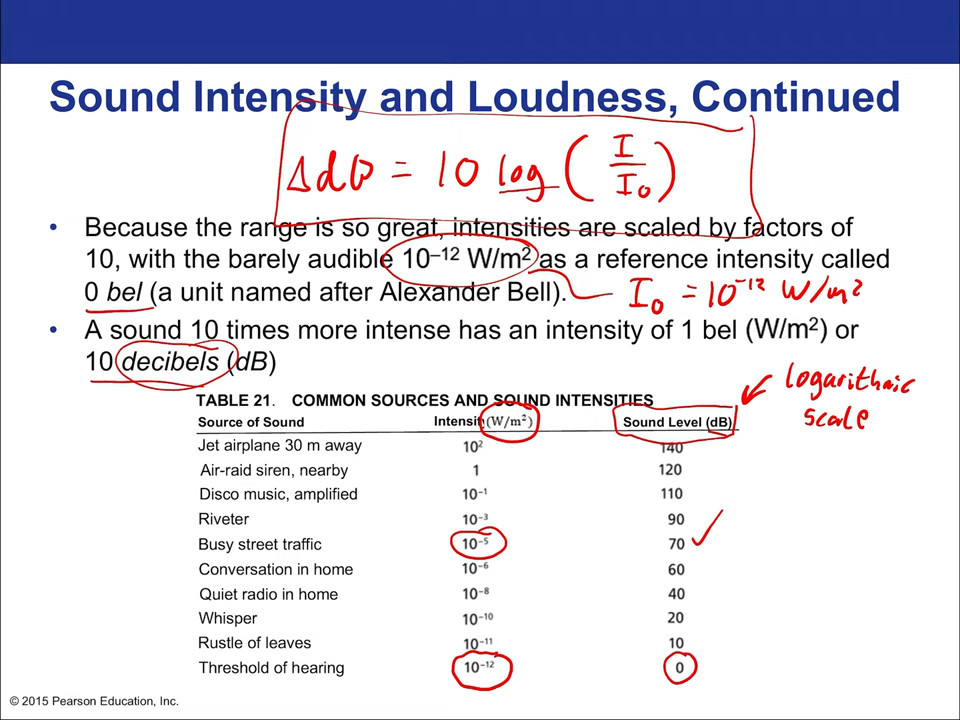 Sound Intensity and Loudness, Continued
ΔdB = 10 log ( I / I₀ )
• Because the range is so great, intensities are scaled by factors of
10, with the barely audible 10⁻¹² W/m² as a reference intensity called
0 bel (a unit named after Alexander Bell).
I₀ = 10⁻¹² W/m²
• A sound 10 times more intense has an intensity of 1 bel (W/m²) or
10 decibels (dB)
logarithmic
scale
TABLE 21. COMMON SOURCES AND SOUND INTENSITIES
Source of Sound Intensity (W/m²) Sound Level (dB)
Jet airplane 30 m away 10² 140
Air-raid siren, nearby 1 120
Disco music, amplified 10⁻¹ 110
Riveter 10⁻³ 90
Busy street traffic 10⁻⁵ 70 ✓
Conversation in home 10⁻⁶ 60
Quiet radio in home 10⁻⁸ 40
Whisper 10⁻¹⁰ 20
Rustle of leaves 10⁻¹¹ 10
Threshold of hearing 10⁻¹² 0
© 2015 Pearson Education, Inc.